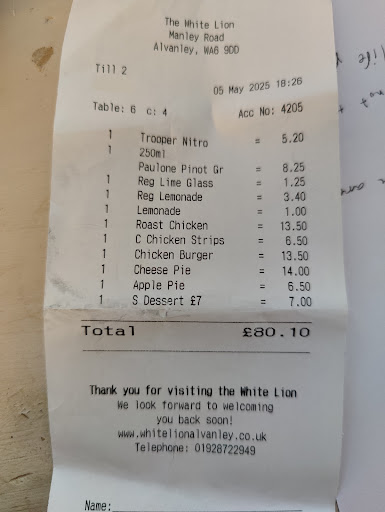 The White Lion
Manley Road
Alvanley, WA6 9DD
Till 2
05 May 2025 18:26
Table: 6 c: 4 Acc No: 4205
1 Trooper Nitro = 5.20
1 250ml
Paulone Pinot Gr = 8.25
1 Reg Lime Glass = 1.25
1 Reg Lemonade = 3.40
1 Lemonade = 1.00
1 Roast Chicken = 13.50
1 C Chicken Strips = 6.50
1 Chicken Burger = 13.50
1 Cheese Pie = 14.00
1 Apple Pie = 6.50
1 S Dessert £7 = 7.00
Total £80.10
Thank you for visiting the White Lion
We look forward to welcoming
you back soon!
www.whitelionalvanley.co.uk
Telephone: 01928722949
Name:
life
not